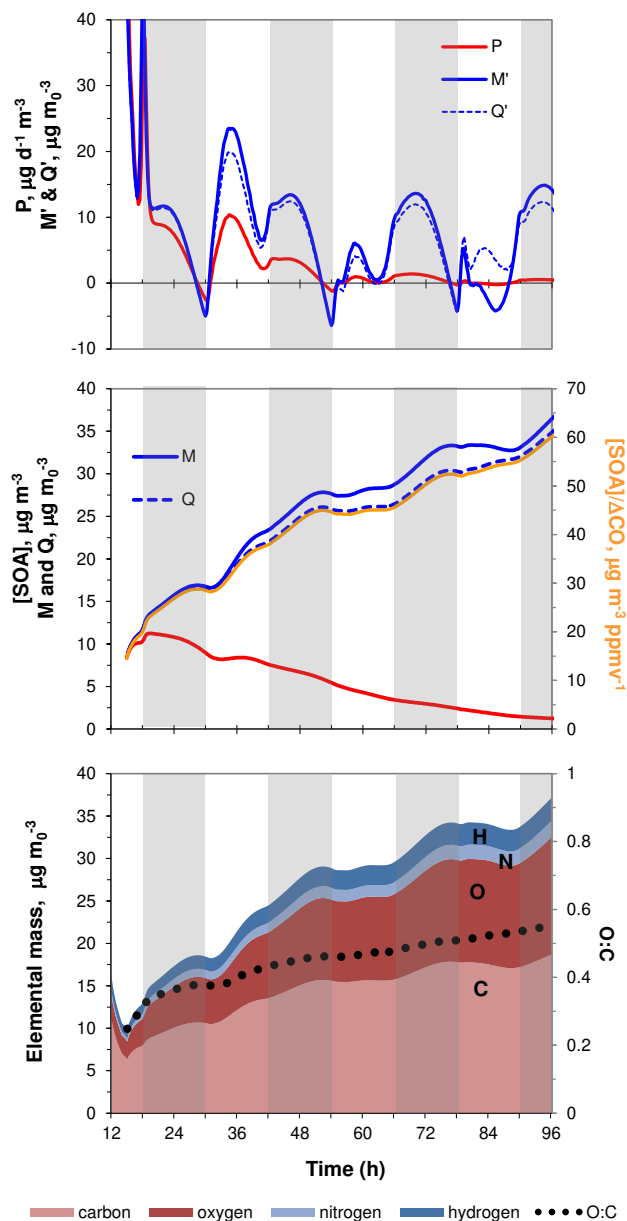 40
30
20
10
0
-10
P, µg d⁻¹ m⁻³
M' & Q', µg m₀⁻³
P
M'
Q'
40
35
30
25
20
15
10
5
0
[SOA], µg m⁻³
M and Q, µg m₀⁻³
M
Q
70
60
50
40
30
20
10
0
[SOA]/ΔCO, µg m⁻³ ppmv⁻¹
40
35
30
25
20
15
10
5
0
Elemental mass, µg m₀⁻³
H
N
O
C
1
0.8
0.6
0.4
0.2
0
O:C
12 24 36 48 60 72 84 96
Time (h)
carbon oxygen nitrogen hydrogen O:C